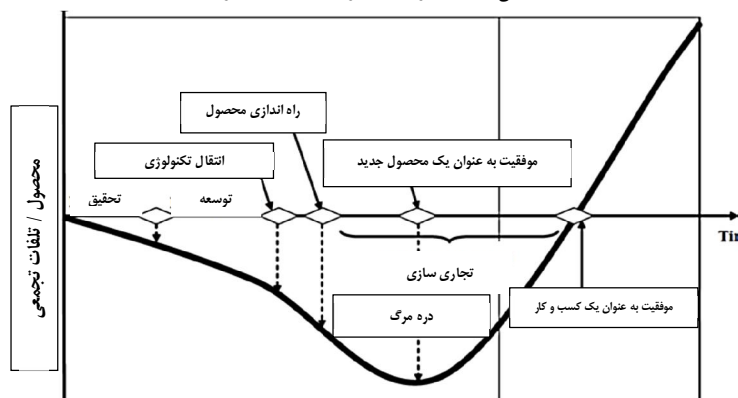 راه اندازی محصول
انتقال تکنولوژی
موفقیت به عنوان یک محصول جدید
تحقیق
توسعه
محصول / تلفات تجمعی
Tim
تجاری سازی
موفقیت به عنوان یک کسب و کار
دره مرگ